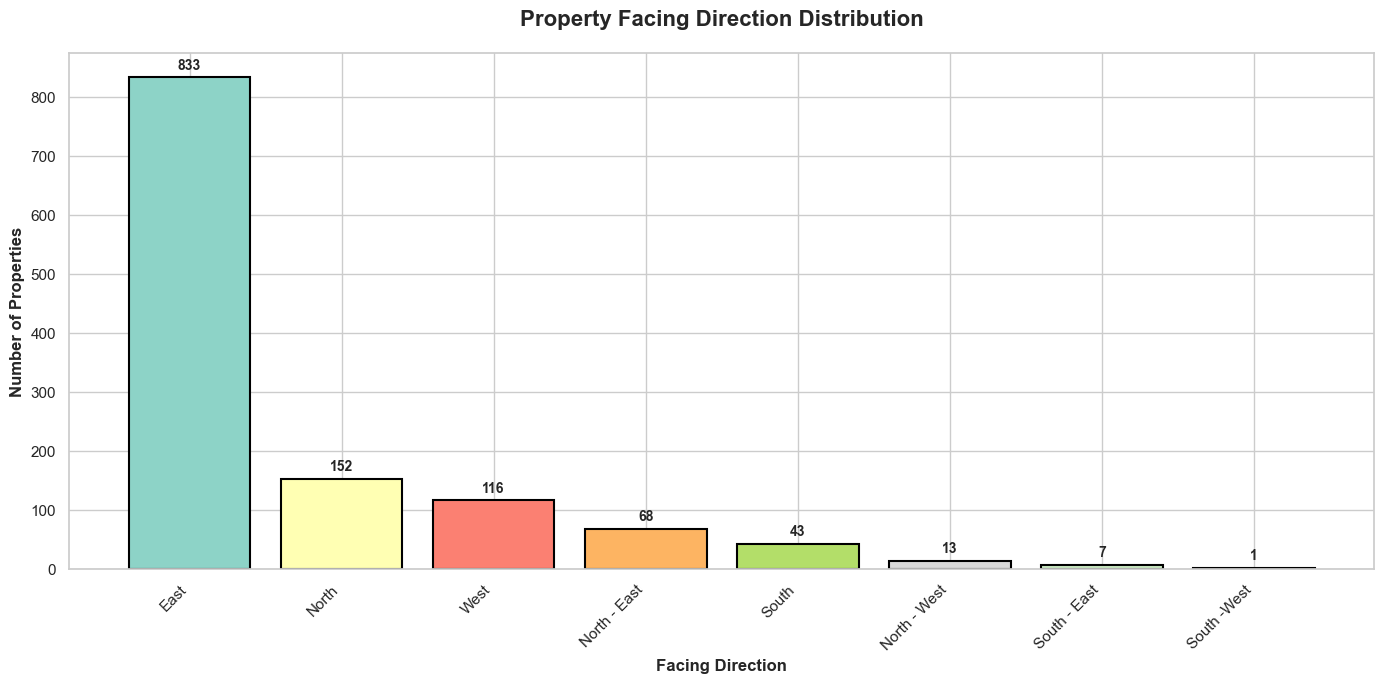 Property Facing Direction Distribution
Number of Properties
800
700
600
500
400
300
200
100
0
833
152
116
68
43
13
7
1
East
North
West
North - East
South
North - West
South - East
South -West
Facing Direction